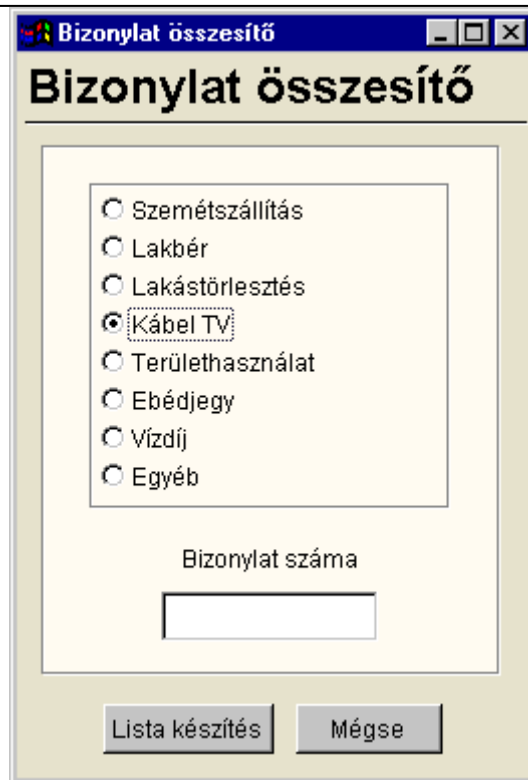 Bizonylat összesítő
Bizonylat összesítő
Szemétszállítás
Lakbér
Lakástörlesztés
Kábel TV
Területhasználat
Ebédjegy
Vízdíj
Egyéb
Bizonylat száma
Lista készítés Mégse